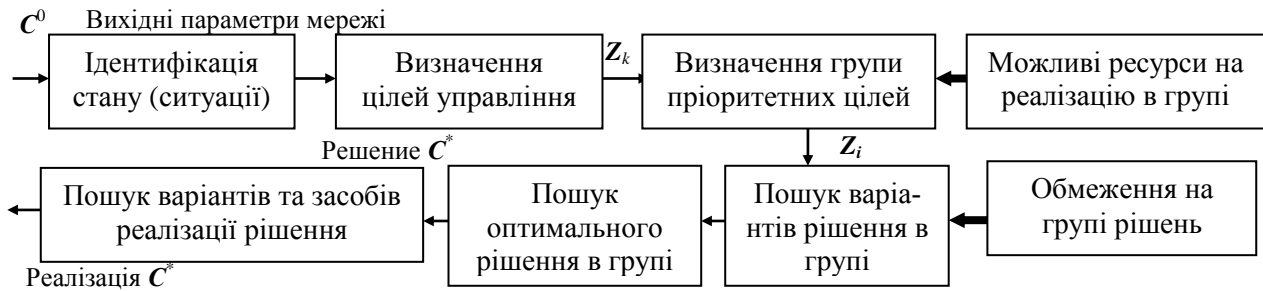 C⁰ Вихідні параметри мережі
Ідентифікація
стану (ситуації)
Визначення
цілей управління
Zₖ
Визначення групи
пріоритетних цілей
Можливі ресурси на
реалізацію в групі
Решение C*
Zᵢ
Пошук варіантів та засобів
реалізації рішення
Пошук
оптимального
рішення в групі
Пошук варіа-
нтів рішення в
групі
Обмеження на
групі рішень
Реалізація C*